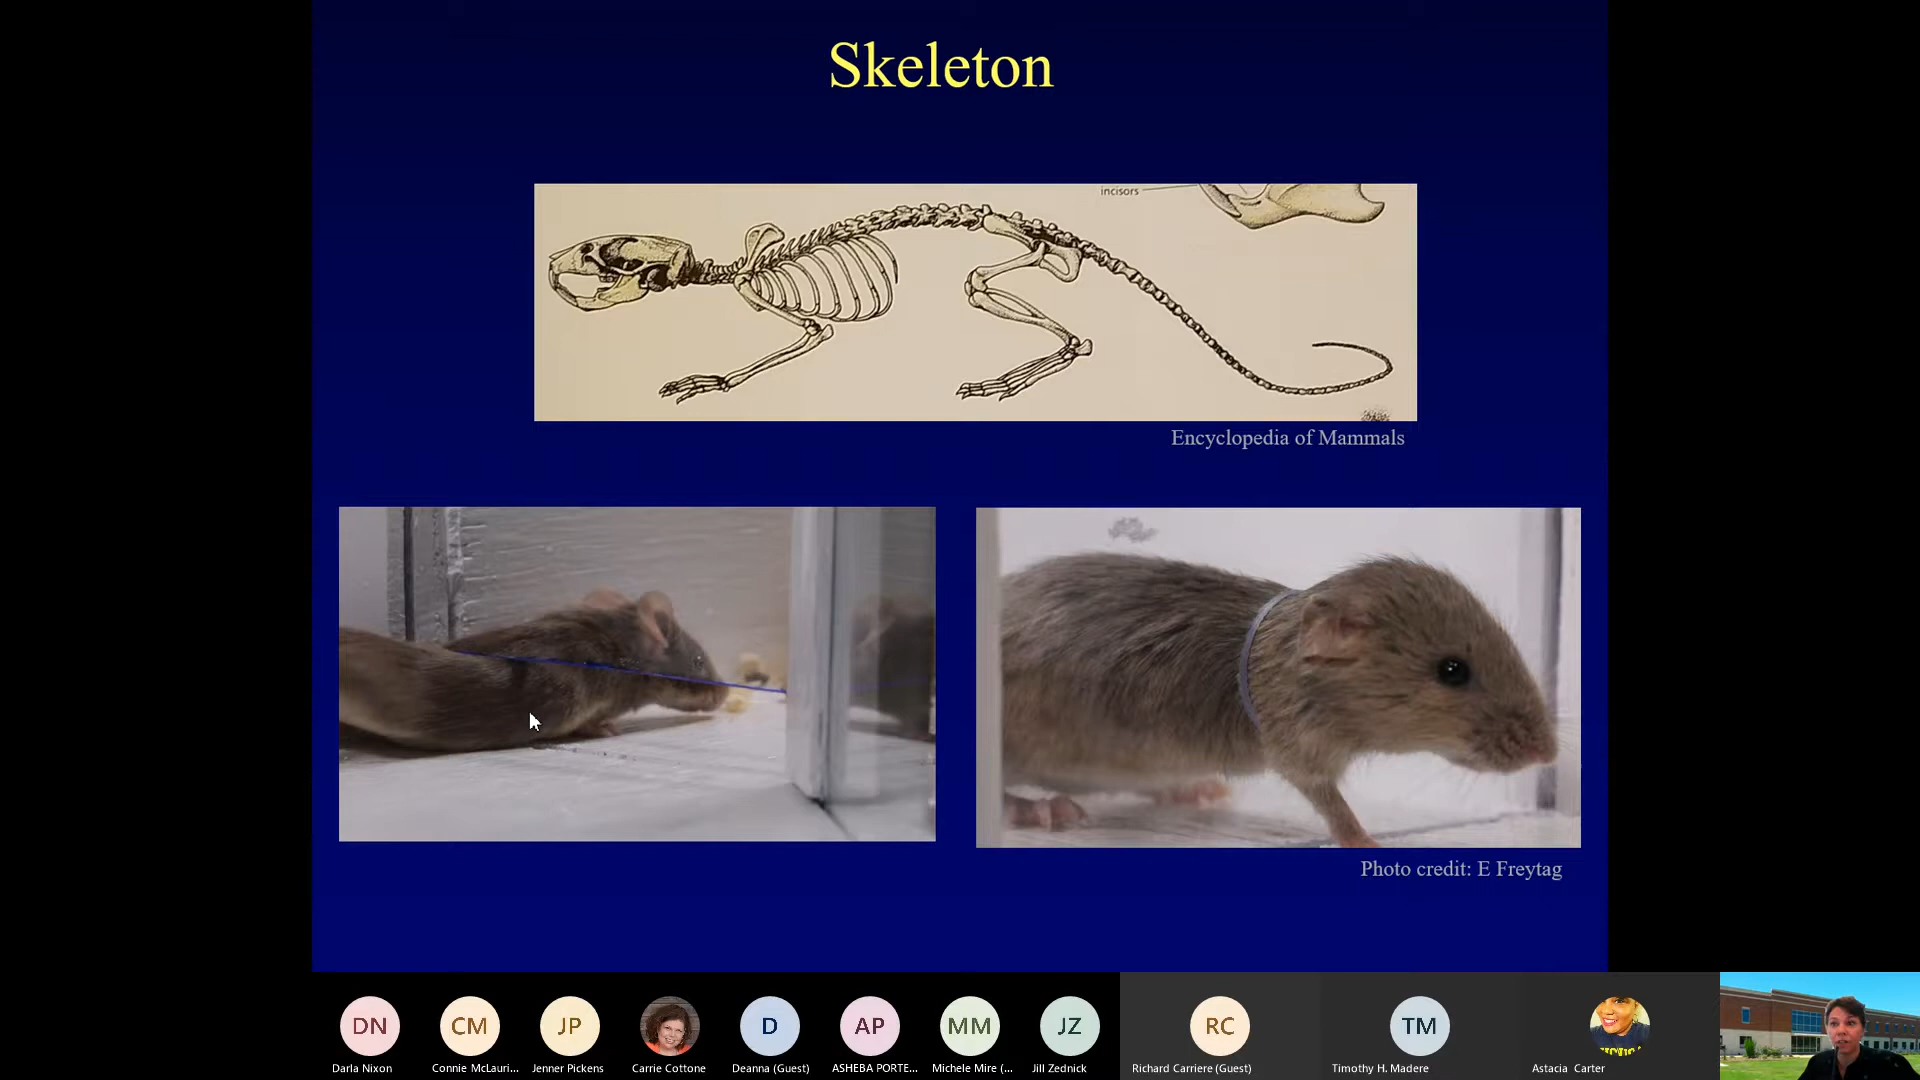 Skeleton
incisors
Encyclopedia of Mammals
Photo credit: E Freytag
DN
CM
JP
D
AP
MM
JZ
RC
TM
Darla Nixon
Connie McLauri...
Jenner Pickens
Carrie Cottone
Deanna (Guest)
ASHEBA PORTE...
Michele Mire (...
Jill Zednick
Richard Carriere (Guest)
Timothy H. Madere
Astacia Carter